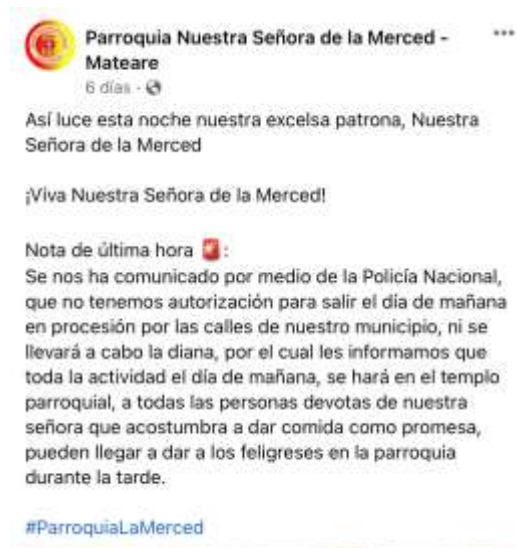 Parroquia Nuestra Señora de la Merced -
Mateare
6 días ·
Así luce esta noche nuestra excelsa patrona, Nuestra
Señora de la Merced
¡Viva Nuestra Señora de la Merced!
Nota de última hora 🚨:
Se nos ha comunicado por medio de la Policía Nacional,
que no tenemos autorización para salir el día de mañana
en procesión por las calles de nuestro municipio, ni se
llevará a cabo la diana, por el cual les informamos que
toda la actividad el día de mañana, se hará en el templo
parroquial, a todas las personas devotas de nuestra
señora que acostumbra a dar comida como promesa,
pueden llegar a dar a los feligreses en la parroquia
durante la tarde.
#ParroquiaLaMerced